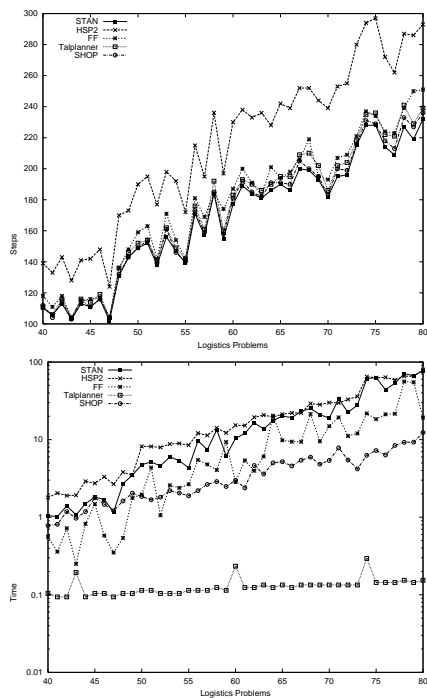 300
280
260
240
220
200
180
160
140
120
100
Steps
STAN
HSP2
FF
Talplanner
SHOP
40 45 50 55 60 65 70 75 80
Logistics Problems
100
10
1
0.1
0.01
Time
STAN
HSP2
FF
Talplanner
SHOP
40 45 50 55 60 65 70 75 80
Logistics Problems